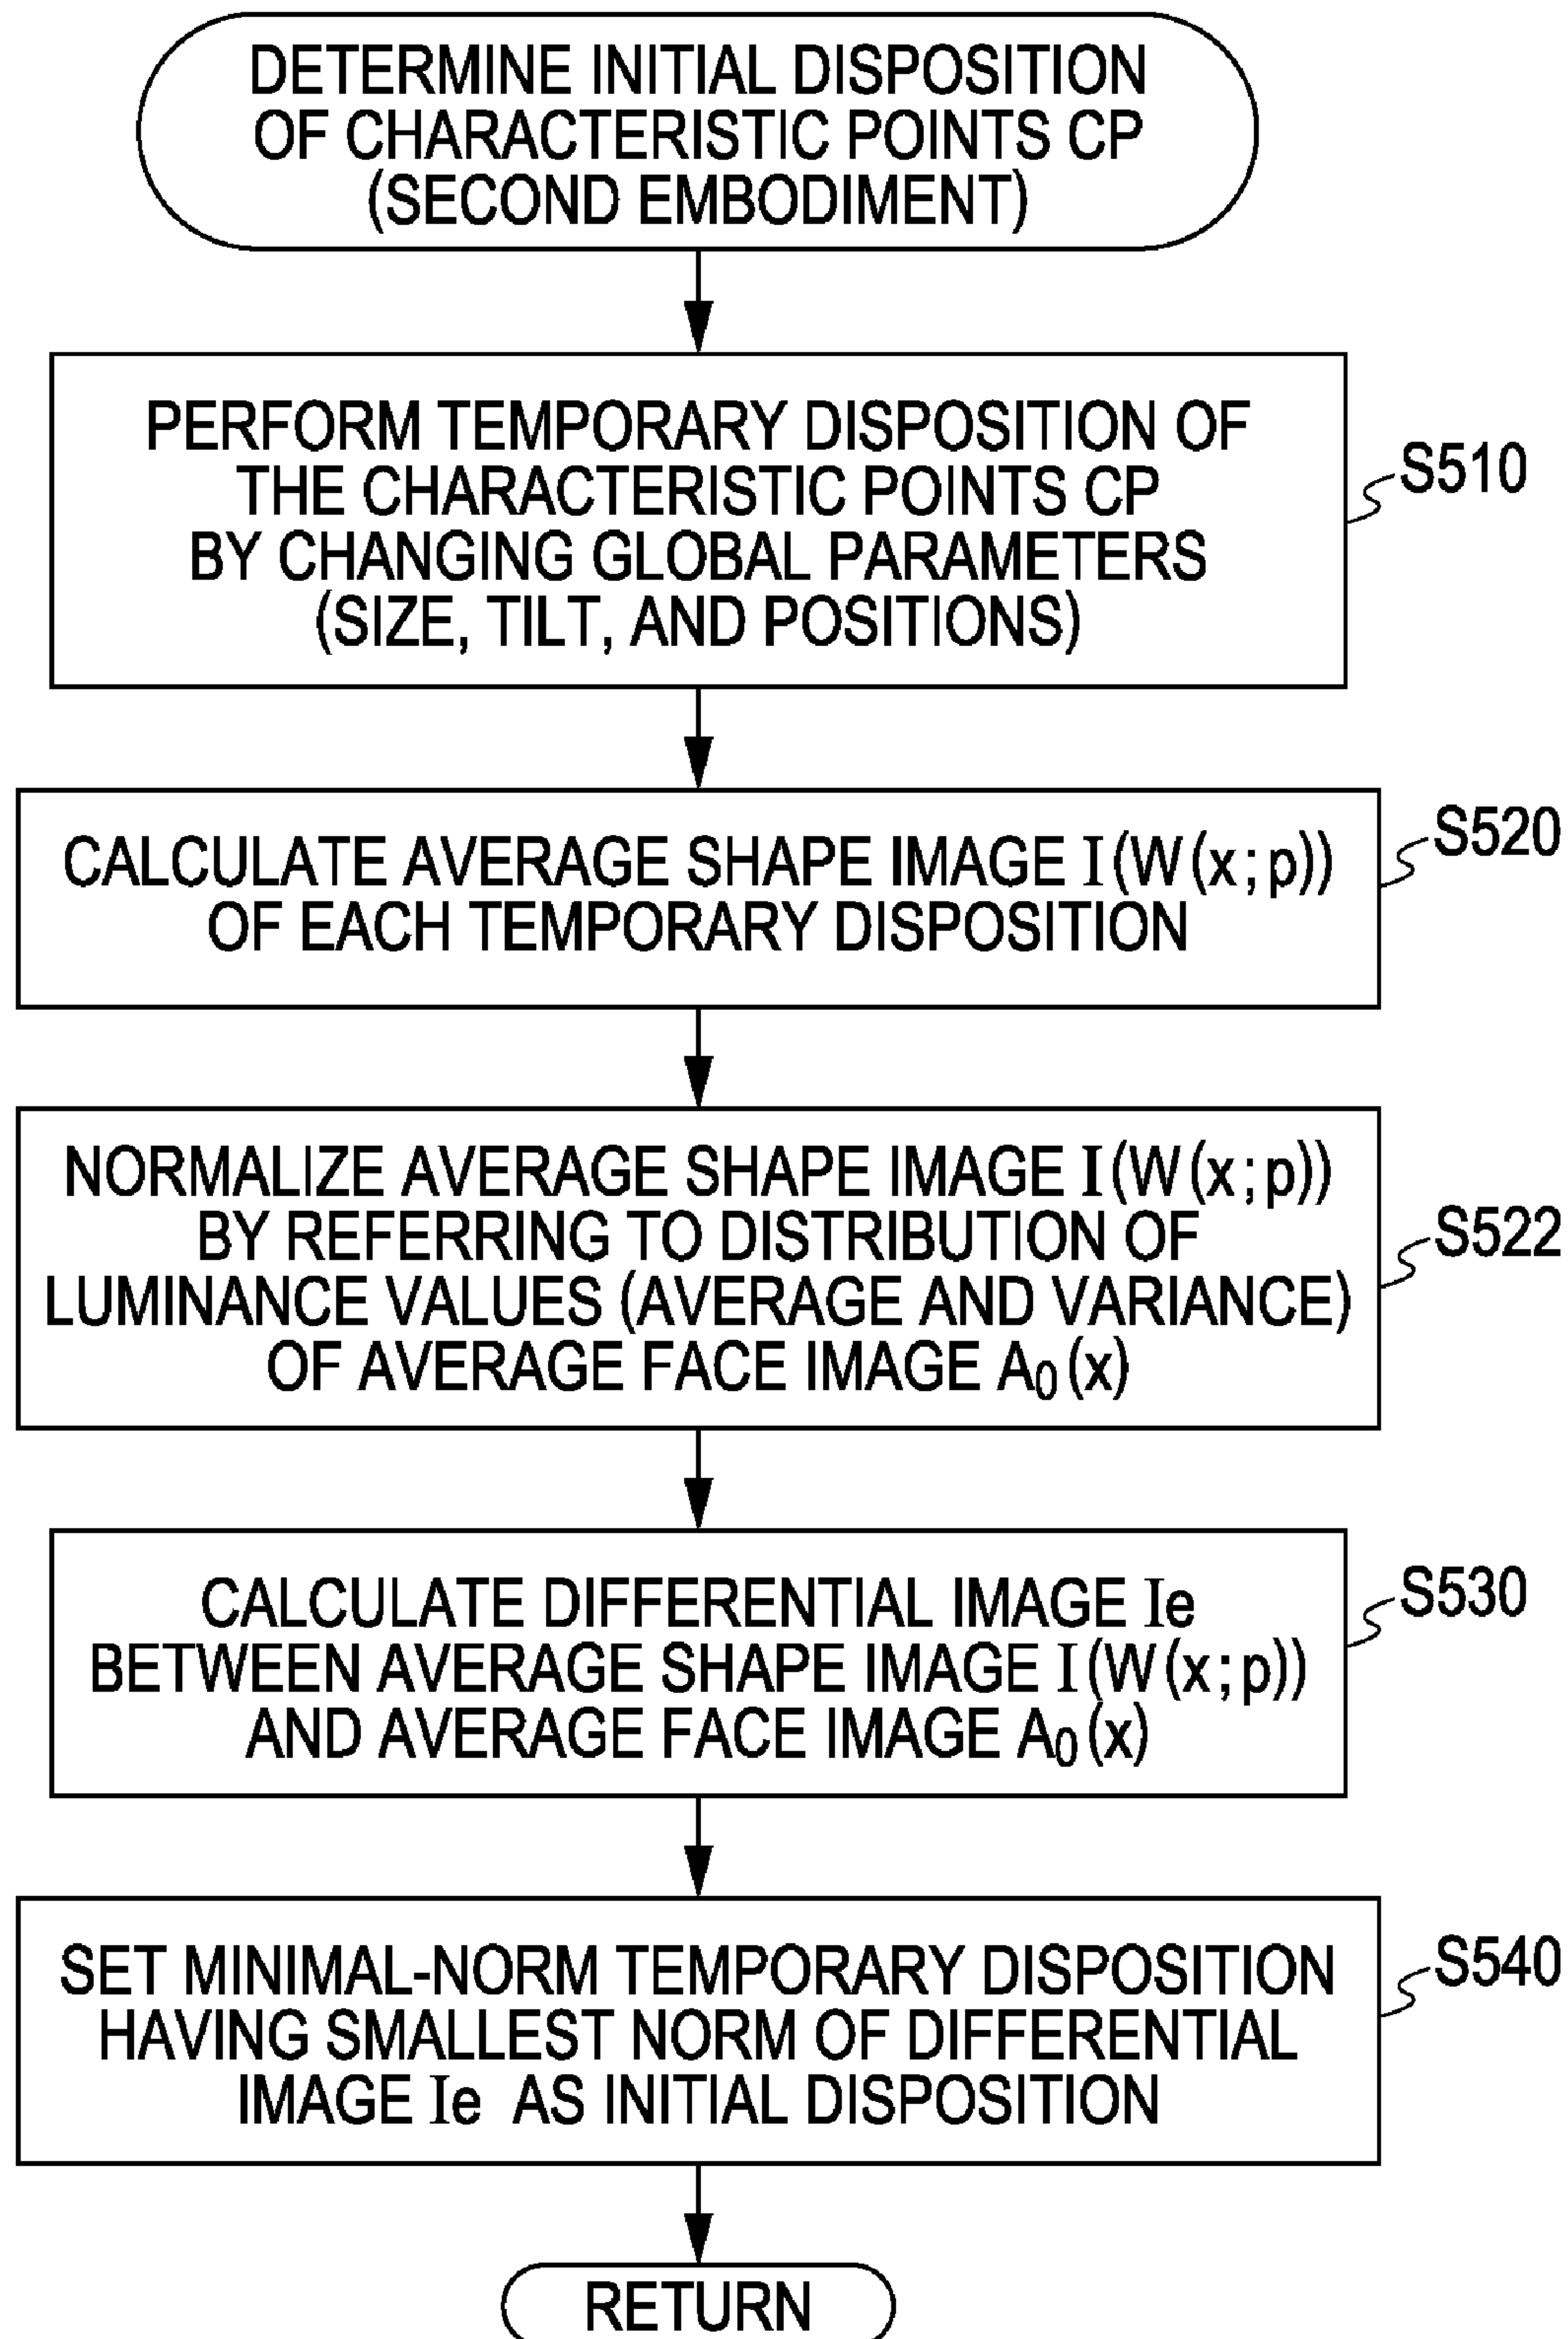 DETERMINE INITIAL DISPOSITION
OF CHARACTERISTIC POINTS CP
(SECOND EMBODIMENT)
PERFORM TEMPORARY DISPOSITION OF
THE CHARACTERISTIC POINTS CP
BY CHANGING GLOBAL PARAMETERS
(SIZE, TILT, AND POSITIONS)
S510
CALCULATE AVERAGE SHAPE IMAGE I(W(x;p))
OF EACH TEMPORARY DISPOSITION
S520
NORMALIZE AVERAGE SHAPE IMAGE I(W(x;p))
BY REFERRING TO DISTRIBUTION OF
LUMINANCE VALUES (AVERAGE AND VARIANCE)
OF AVERAGE FACE IMAGE A₀(x)
S522
CALCULATE DIFFERENTIAL IMAGE Ie
BETWEEN AVERAGE SHAPE IMAGE I(W(x;p))
AND AVERAGE FACE IMAGE A₀(x)
S530
SET MINIMAL-NORM TEMPORARY DISPOSITION
HAVING SMALLEST NORM OF DIFFERENTIAL
IMAGE Ie AS INITIAL DISPOSITION
S540
RETURN